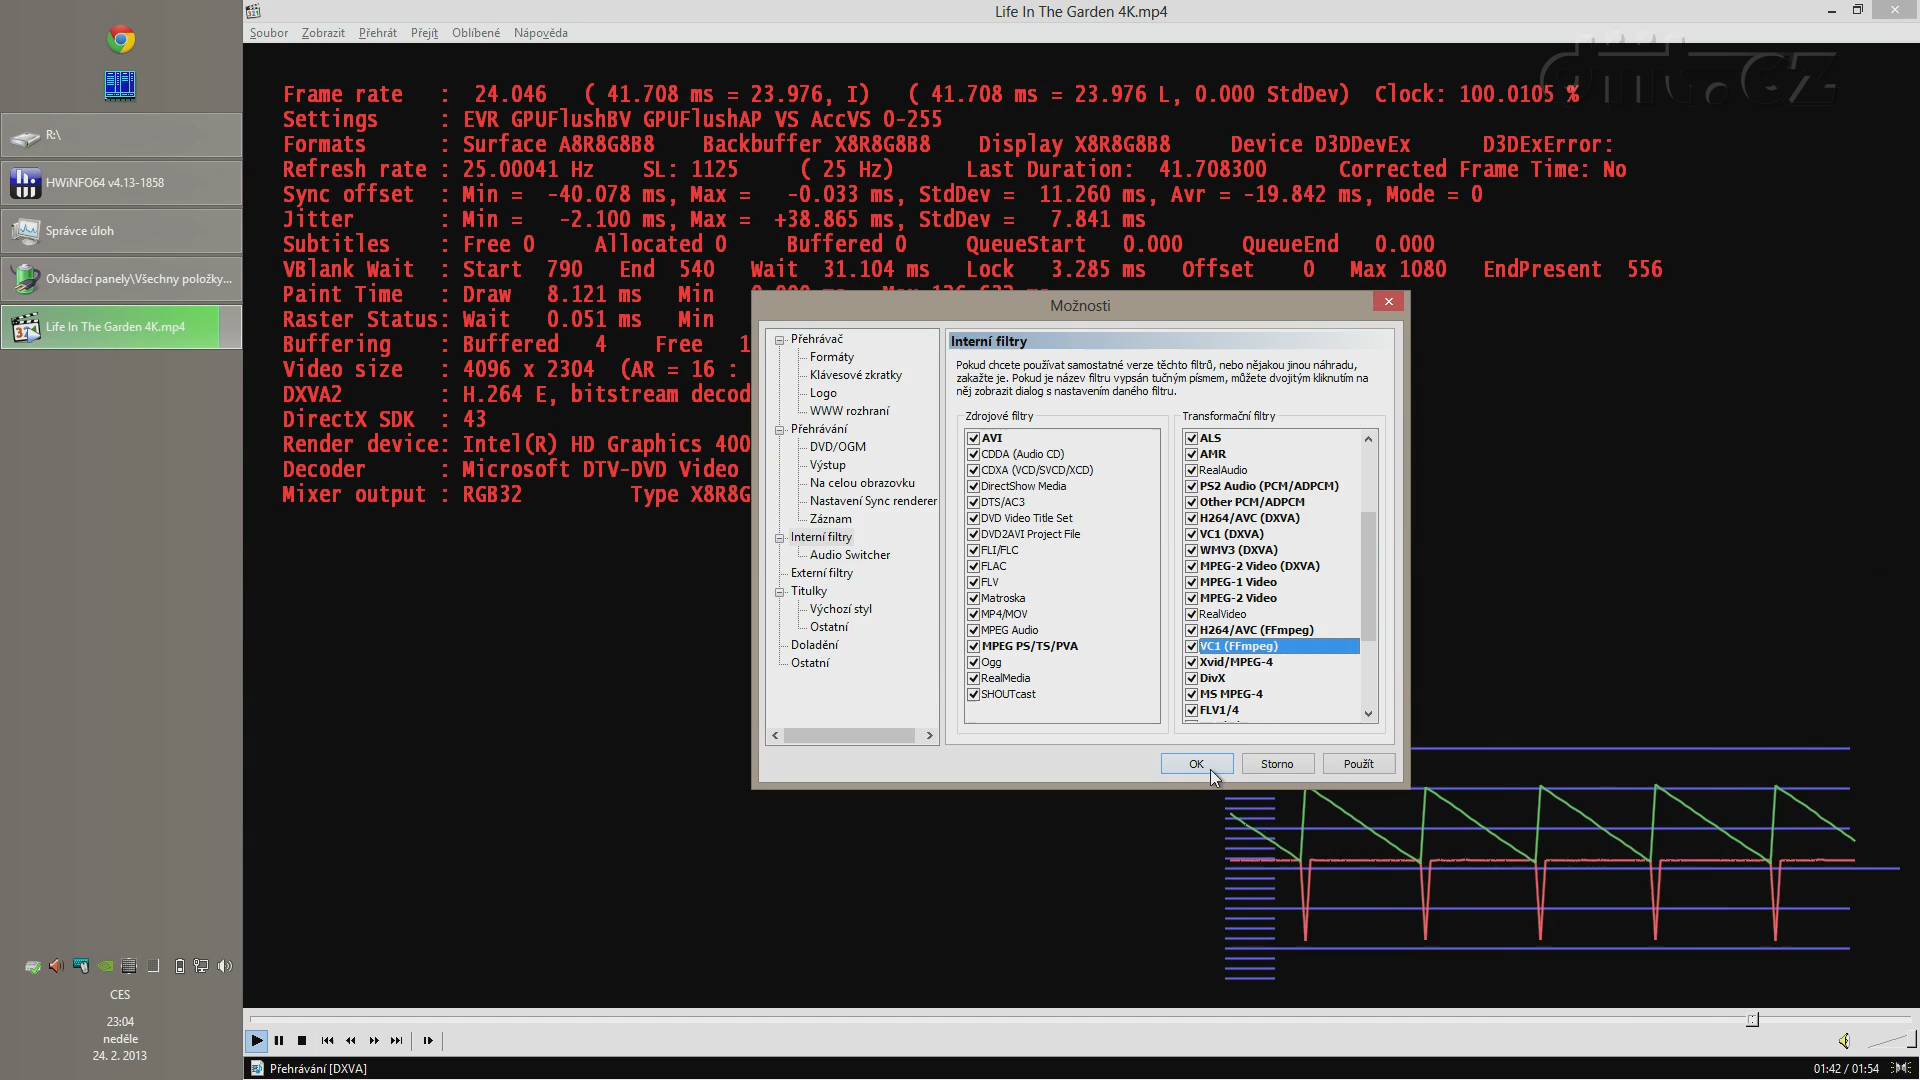 Life In The Garden 4K.mp4
Soubor Zobrazit Přehrát Přejít Oblíbené Nápověda
diit.cz
R:\
HWiNFO64 v4.13-1858
Správce úloh
Ovládací panely\Všechny položky...
Life In The Garden 4K.mp4
Frame rate : 24.046 ( 41.708 ms = 23.976, I) ( 41.708 ms = 23.976 L, 0.000 StdDev) Clock: 100.0105 %
Settings : EVR GPUFlushBV GPUFlushAP VS AccVS 0-255
Formats : Surface A8R8G8B8 Backbuffer X8R8G8B8 Display X8R8G8B8 Device D3DDevEx D3DExError:
Refresh rate : 25.00041 Hz SL: 1125 ( 25 Hz) Last Duration: 41.708300 Corrected Frame Time: No
Sync offset : Min = -40.078 ms, Max = -0.033 ms, StdDev = 11.260 ms, Avr = -19.842 ms, Mode = 0
Jitter : Min = -2.100 ms, Max = +38.865 ms, StdDev = 7.841 ms
Subtitles : Free 0 Allocated 0 Buffered 0 QueueStart 0.000 QueueEnd 0.000
VBlank Wait : Start 790 End 540 Wait 31.104 ms Lock 3.285 ms Offset 0 Max 1080 EndPresent 556
Paint Time : Draw 8.121 ms Min
Raster Status: Wait 0.051 ms Min
Buffering : Buffered 4 Free 1
Video size : 4096 x 2304 (AR = 16 :
DXVA2 : H.264 E, bitstream decod
DirectX SDK : 43
Render device: Intel(R) HD Graphics 400
Decoder : Microsoft DTV-DVD Video
Mixer output : RGB32 Type X8R8G
Možnosti
Přehrávač
Formáty
Klávesové zkratky
Logo
WWW rozhraní
Přehrávání
DVD/OGM
Výstup
Na celou obrazovku
Nastavení Sync renderer
Záznam
Interní filtry
Audio Switcher
Externí filtry
Titulky
Výchozí styl
Ostatní
Doladění
Ostatní
Interní filtry
Pokud chcete používat samostatné verze těchto filtrů, nebo nějakou jinou náhradu,
zakažte je. Pokud je název filtru vypsán tučným písmem, můžete dvojitým kliknutím na
něj zobrazit dialog s nastavením daného filtru.
Zdrojové filtry
AVI
CDDA (Audio CD)
CDXA (VCD/SVCD/XCD)
DirectShow Media
DTS/AC3
DVD Video Title Set
DVD2AVI Project File
FLI/FLC
FLAC
FLV
Matroska
MP4/MOV
MPEG Audio
MPEG PS/TS/PVA
Ogg
RealMedia
SHOUTcast
Transformační filtry
ALS
AMR
RealAudio
PS2 Audio (PCM/ADPCM)
Other PCM/ADPCM
H264/AVC (DXVA)
VC1 (DXVA)
WMV3 (DXVA)
MPEG-2 Video (DXVA)
MPEG-1 Video
MPEG-2 Video
RealVideo
H264/AVC (FFmpeg)
VC1 (FFmpeg)
Xvid/MPEG-4
DivX
MS MPEG-4
FLV1/4
OK Storno Použít
CES
23:04
neděle
24. 2. 2013
Přehrávání [DXVA]
01:42 / 01:54